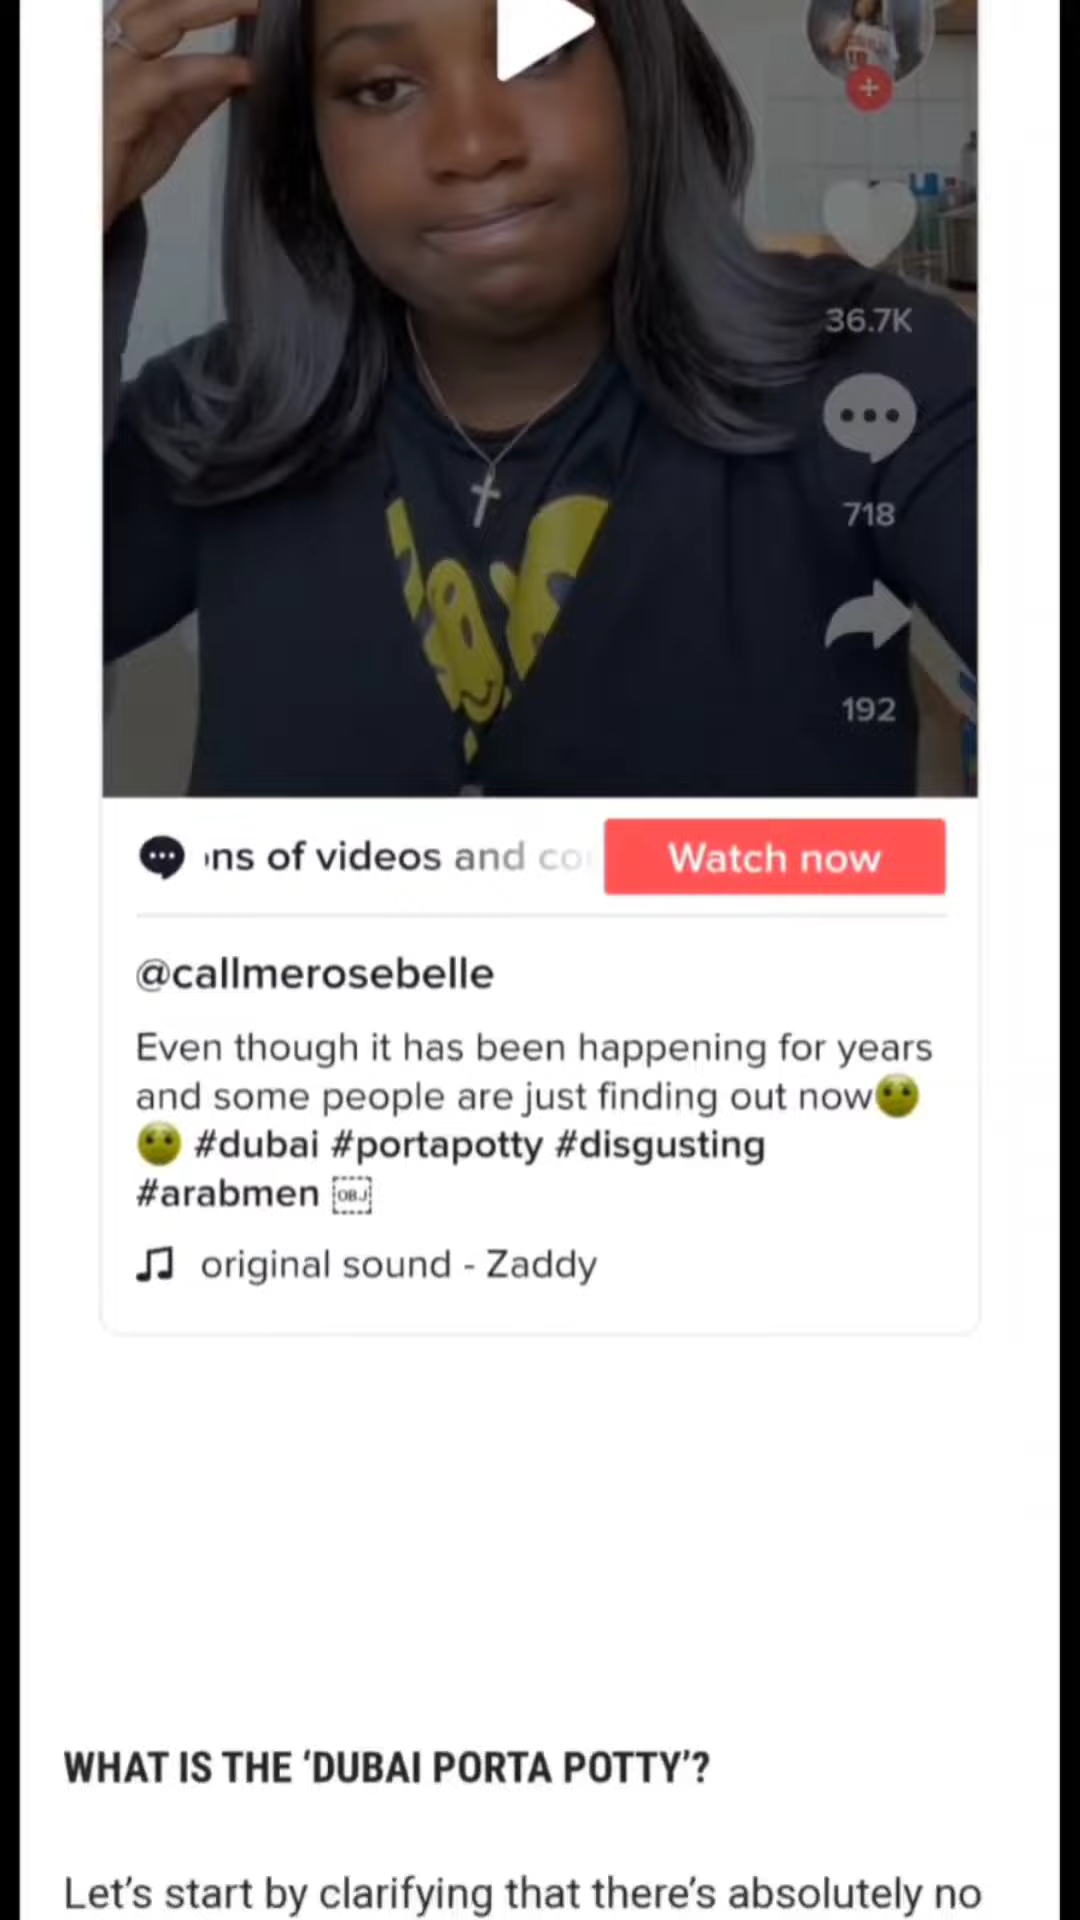 36.7K
718
192
ns of videos and co
Watch now
@callmerosebelle
Even though it has been happening for years
and some people are just finding out now🤢
🤢 #dubai #portapotty #disgusting
#arabmen OBJ
original sound - Zaddy
WHAT IS THE ‘DUBAI PORTA POTTY’?
Let’s start by clarifying that there’s absolutely no